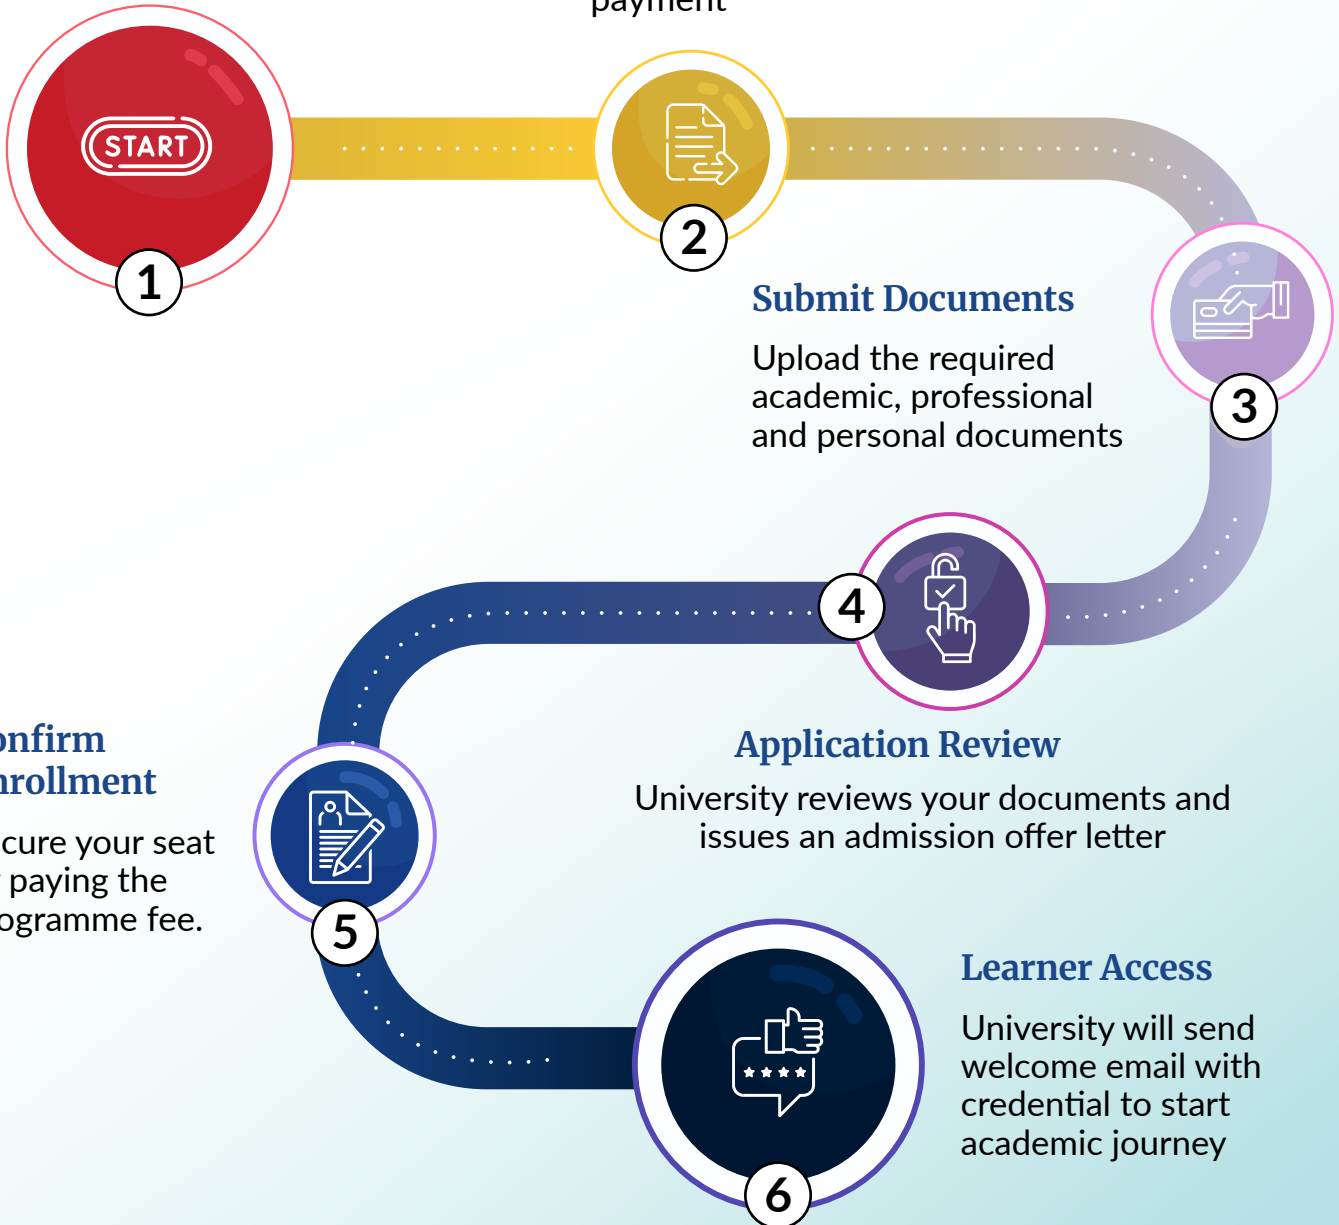 payment
START
1
2
Submit Documents
Upload the required
academic, professional
and personal documents
3
4
Application Review
University reviews your documents and
issues an admission offer letter
onfirm
nrollment
cure your seat
paying the
ogramme fee.
5
Learner Access
University will send
welcome email with
credential to start
academic journey
6